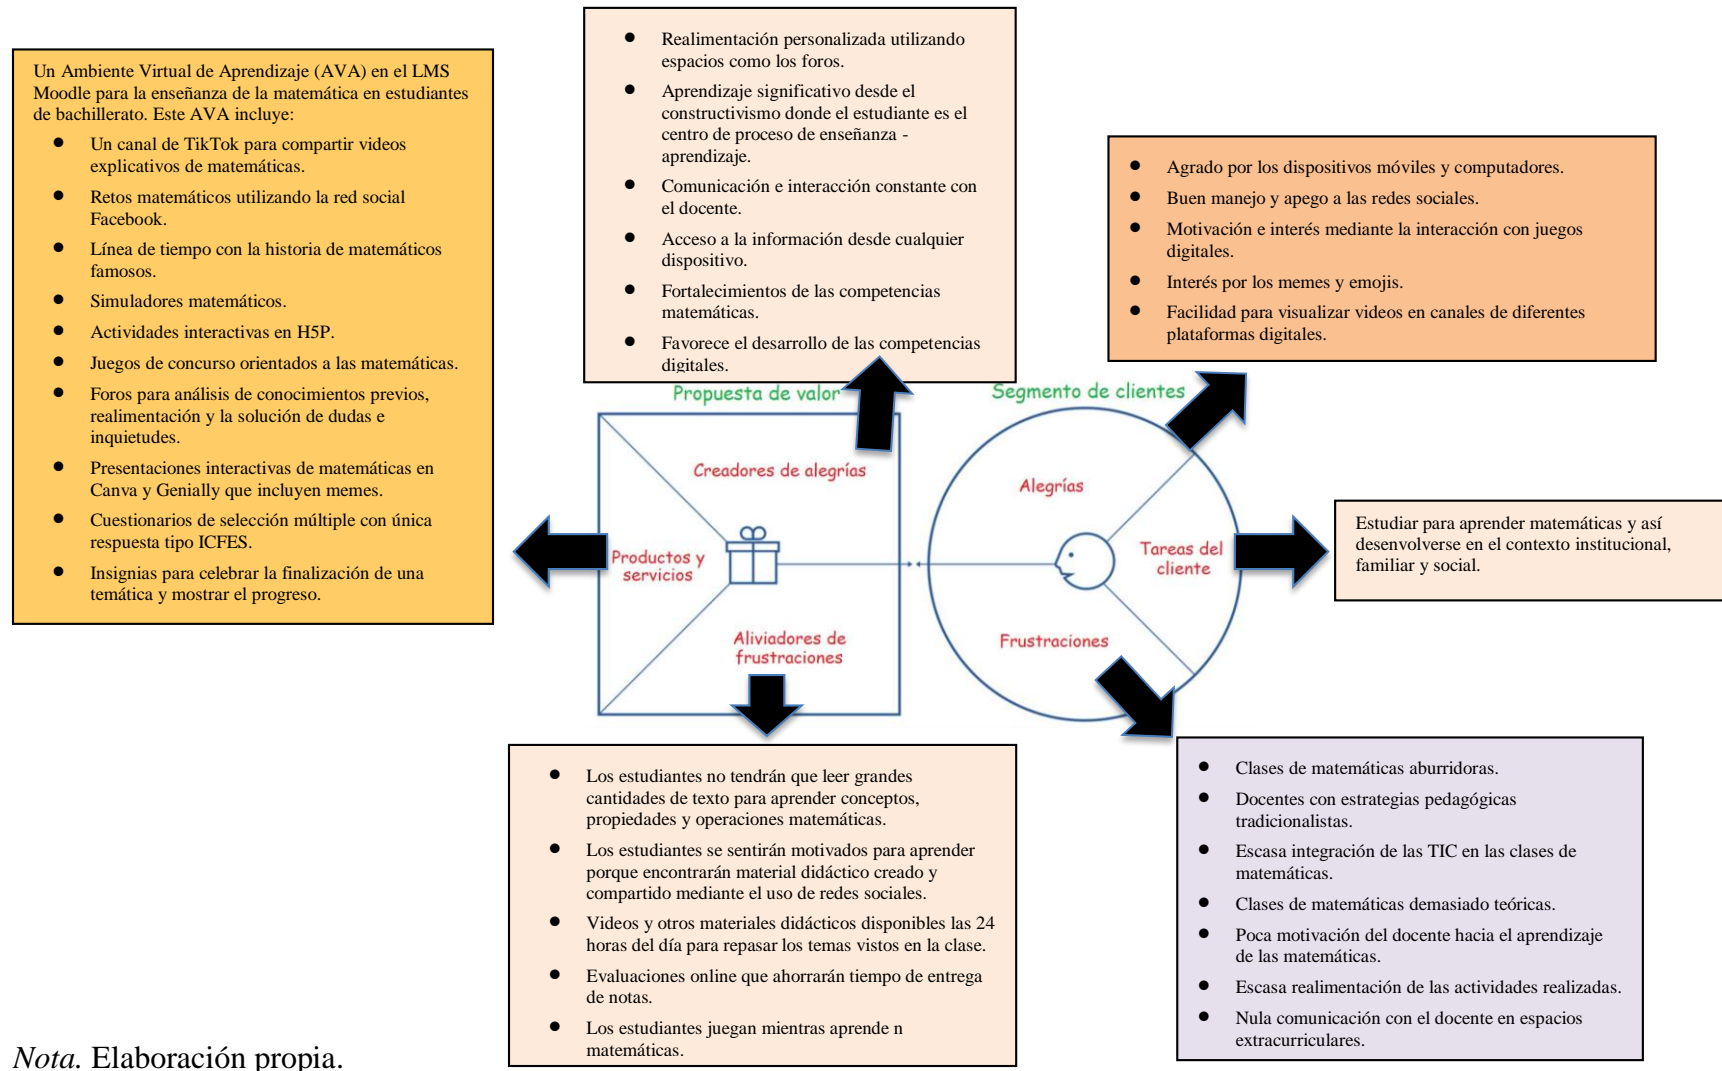 Un Ambiente Virtual de Aprendizaje (AVA) en el LMS
Moodle para la enseñanza de la matemática en estudiantes
de bachillerato. Este AVA incluye:
● Un canal de TikTok para compartir videos
explicativos de matemáticas.
● Retos matemáticos utilizando la red social
Facebook.
● Línea de tiempo con la historia de matemáticos
famosos.
● Simuladores matemáticos.
● Actividades interactivas en H5P.
● Juegos de concurso orientados a las matemáticas.
● Foros para análisis de conocimientos previos,
realimentación y la solución de dudas e
inquietudes.
● Presentaciones interactivas de matemáticas en
Canva y Genially que incluyen memes.
● Cuestionarios de selección múltiple con única
respuesta tipo ICFES.
● Insignias para celebrar la finalización de una
temática y mostrar el progreso.
● Realimentación personalizada utilizando
espacios como los foros.
● Aprendizaje significativo desde el
constructivismo donde el estudiante es el
centro de proceso de enseñanza -
aprendizaje.
● Comunicación e interacción constante con
el docente.
● Acceso a la información desde cualquier
dispositivo.
● Fortalecimientos de las competencias
matemáticas.
● Favorece el desarrollo de las competencias
digitales.
● Agrado por los dispositivos móviles y computadores.
● Buen manejo y apego a las redes sociales.
● Motivación e interés mediante la interacción con juegos
digitales.
● Interés por los memes y emojis.
● Facilidad para visualizar videos en canales de diferentes
plataformas digitales.
Propuesta de valor
Segmento de clientes
Creadores de alegrías
Productos y
servicios
Aliviadores de
frustraciones
Alegrías
Tareas del
cliente
Frustraciones
Estudiar para aprender matemáticas y así
desenvolverse en el contexto institucional,
familiar y social.
● Los estudiantes no tendrán que leer grandes
cantidades de texto para aprender conceptos,
propiedades y operaciones matemáticas.
● Los estudiantes se sentirán motivados para aprender
porque encontrarán material didáctico creado y
compartido mediante el uso de redes sociales.
● Videos y otros materiales didácticos disponibles las 24
horas del día para repasar los temas vistos en la clase.
● Evaluaciones online que ahorrarán tiempo de entrega
de notas.
● Los estudiantes juegan mientras aprende n
matemáticas.
● Clases de matemáticas aburridoras.
● Docentes con estrategias pedagógicas
tradicionalistas.
● Escasa integración de las TIC en las clases de
matemáticas.
● Clases de matemáticas demasiado teóricas.
● Poca motivación del docente hacia el aprendizaje
de las matemáticas.
● Escasa realimentación de las actividades realizadas.
● Nula comunicación con el docente en espacios
extracurriculares.
Nota. Elaboración propia.